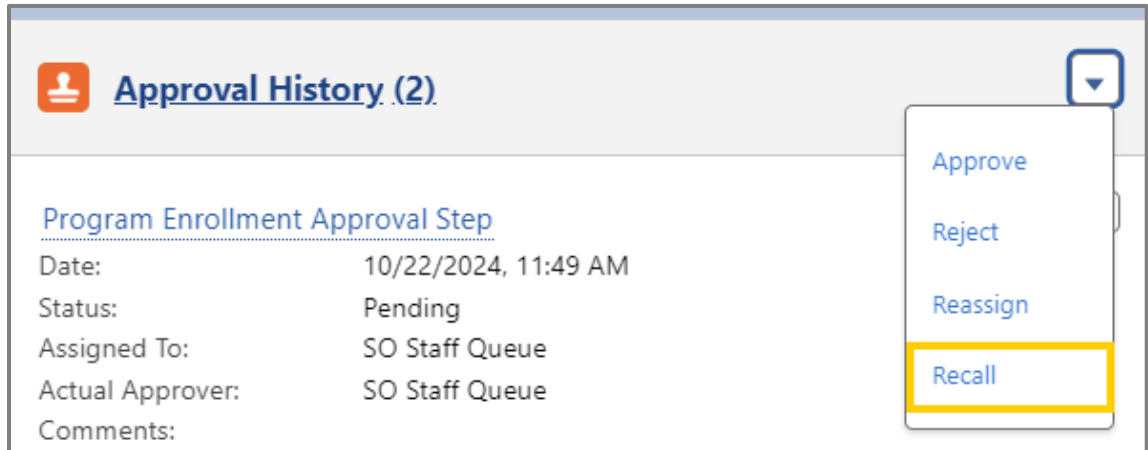 Approval History (2)
Approve
Reject
Reassign
Recall
Program Enrollment Approval Step
Date: 10/22/2024, 11:49 AM
Status: Pending
Assigned To: SO Staff Queue
Actual Approver: SO Staff Queue
Comments: